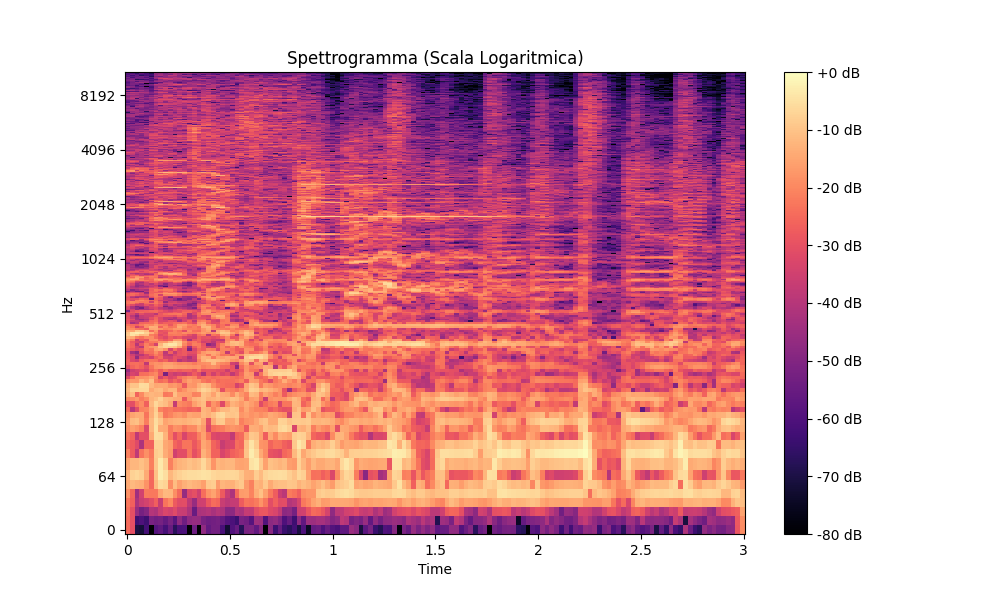 Spettrogramma (Scala Logaritmica)
8192
4096
2048
1024
512
256
128
64
0
Hz
0
0.5
1
1.5
2
2.5
3
Time
+0 dB
-10 dB
-20 dB
-30 dB
-40 dB
-50 dB
-60 dB
-70 dB
-80 dB